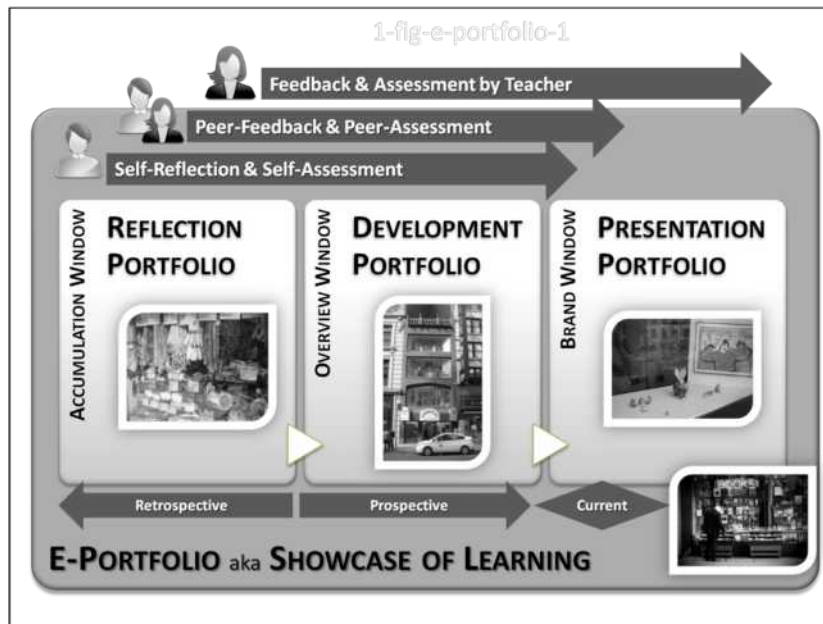 1-fig-e-portfolio-1
Feedback & Assessment by Teacher
Peer-Feedback & Peer-Assessment
Self-Reflection & Self-Assessment
ACCUMULATION WINDOW
REFLECTION
PORTFOLIO
OVERVIEW WINDOW
DEVELOPMENT
PORTFOLIO
BRAND WINDOW
PRESENTATION
PORTFOLIO
Retrospective
Prospective
Current
E-PORTFOLIO aka SHOWCASE OF LEARNING